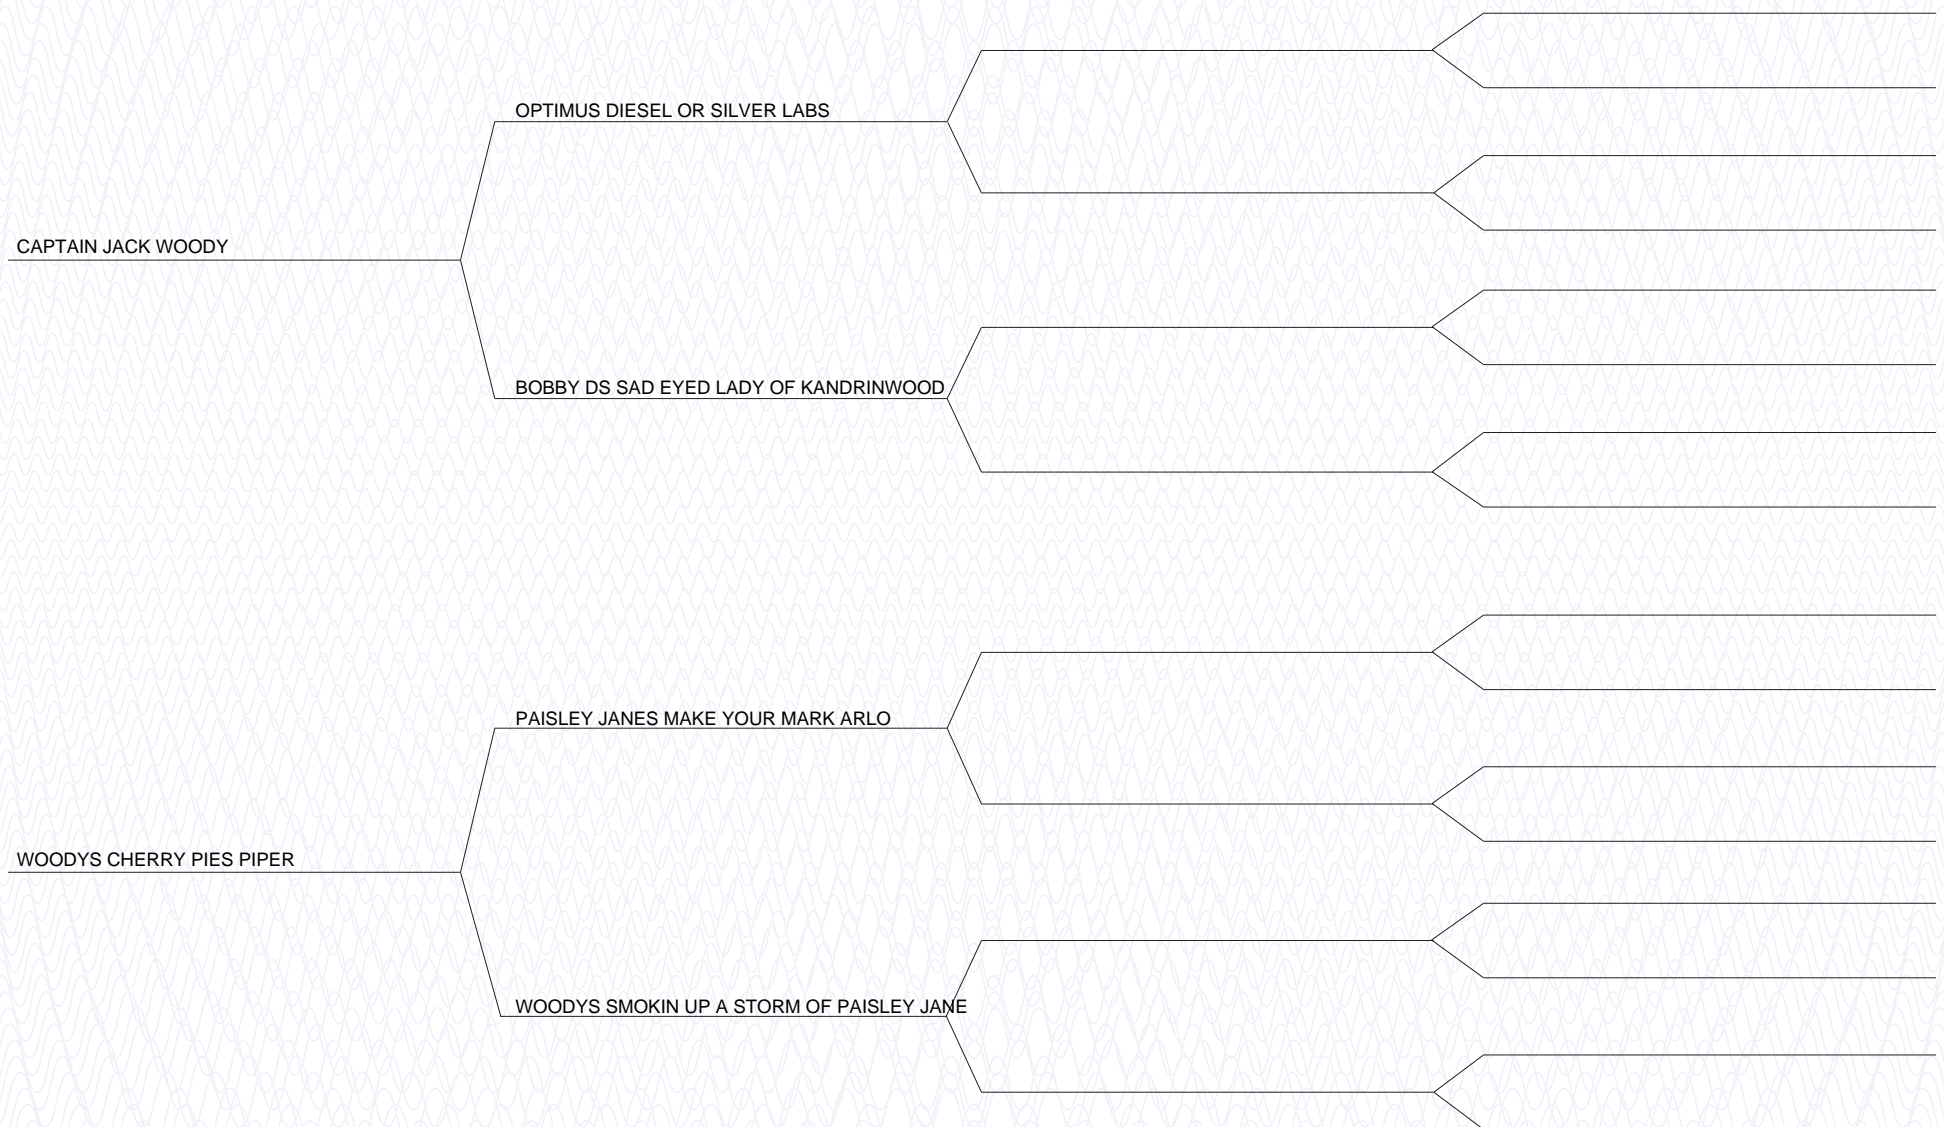 OPTIMUS DIESEL OR SILVER LABS
CAPTAIN JACK WOODY
BOBBY DS SAD EYED LADY OF KANDRINWOOD
PAISLEY JANES MAKE YOUR MARK ARLO
WOODYS CHERRY PIES PIPER
WOODYS SMOKIN UP A STORM OF PAISLEY JANE